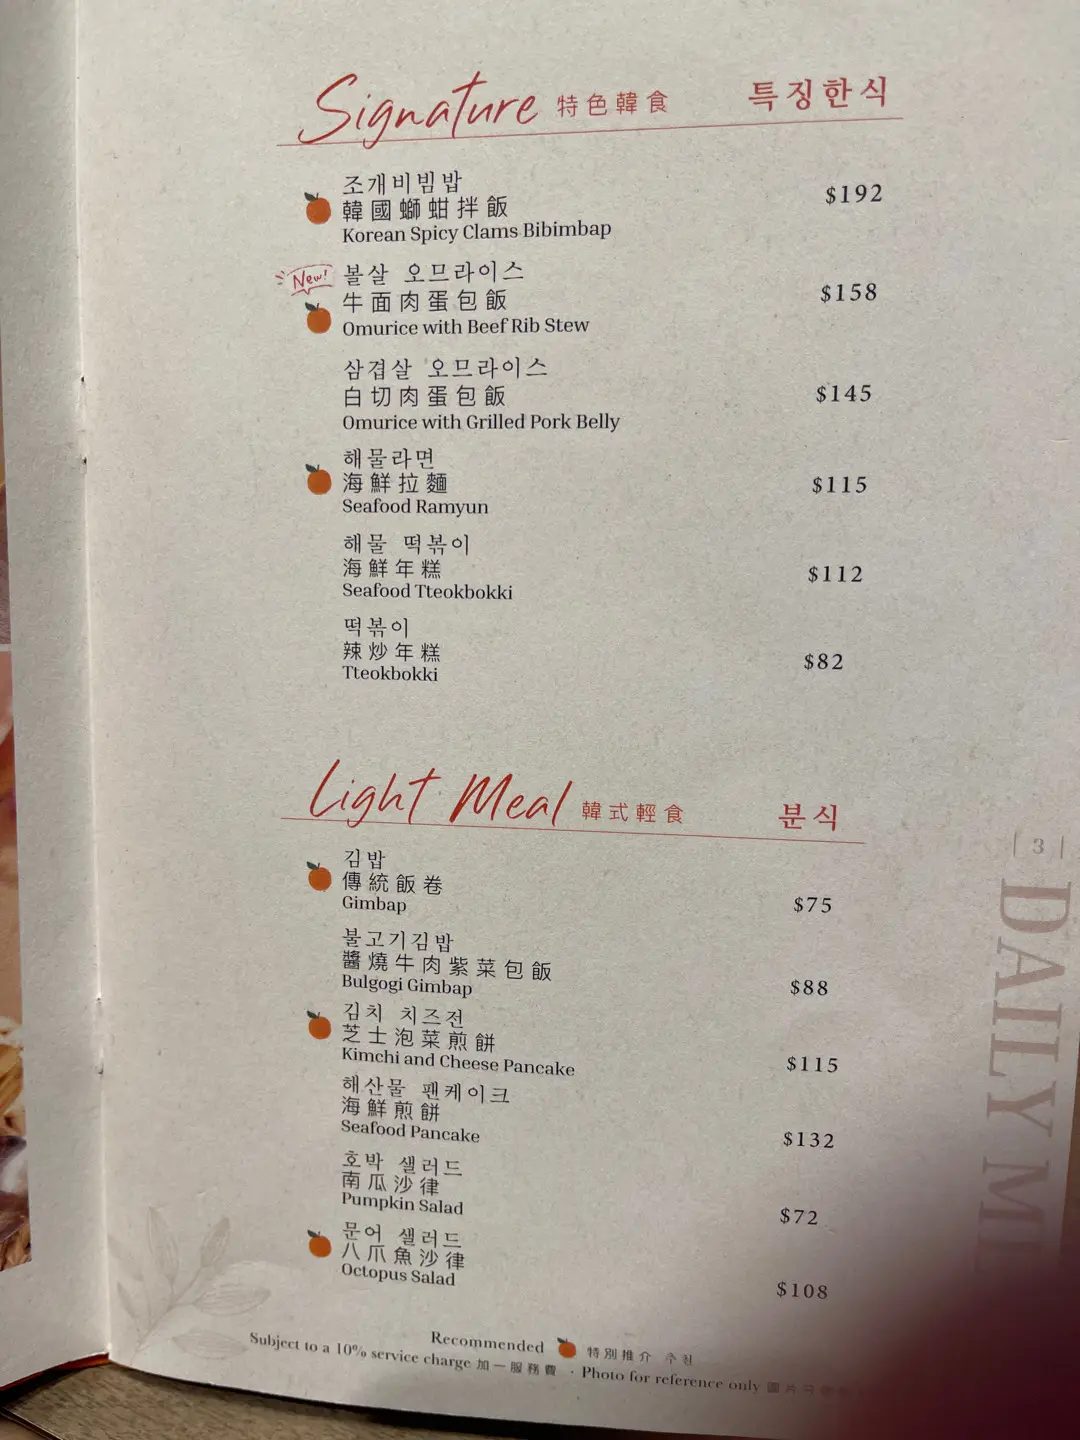 Signature 特色韓食 특징한식
조개비빔밥
韓國螄蚶拌飯 $192
Korean Spicy Clams Bibimbap
New! 볼살 오므라이스
牛面肉蛋包飯 $158
Omurice with Beef Rib Stew
삼겹살 오므라이스
白切肉蛋包飯 $145
Omurice with Grilled Pork Belly
해물라면
海鮮拉麵 $115
Seafood Ramyun
해물 떡볶이
海鮮年糕 $112
Seafood Tteokbokki
떡볶이
辣炒年糕 $82
Tteokbokki
Light Meal 韓式輕食 분식
김밥
傳統飯卷
Gimbap $75
불고기김밥
醬燒牛肉紫菜包飯
Bulgogi Gimbap $88
김치 치즈전
芝士泡菜煎餅
Kimchi and Cheese Pancake $115
해산물 팬케이크
海鮮煎餅
Seafood Pancake $132
호박 샐러드
南瓜沙律
Pumpkin Salad $72
문어 샐러드
八爪魚沙律
Octopus Salad $108
Recommended 特別推介 추천
Subject to a 10% service charge 加一服務費 · Photo for reference only 圖片只
3
DAILY M